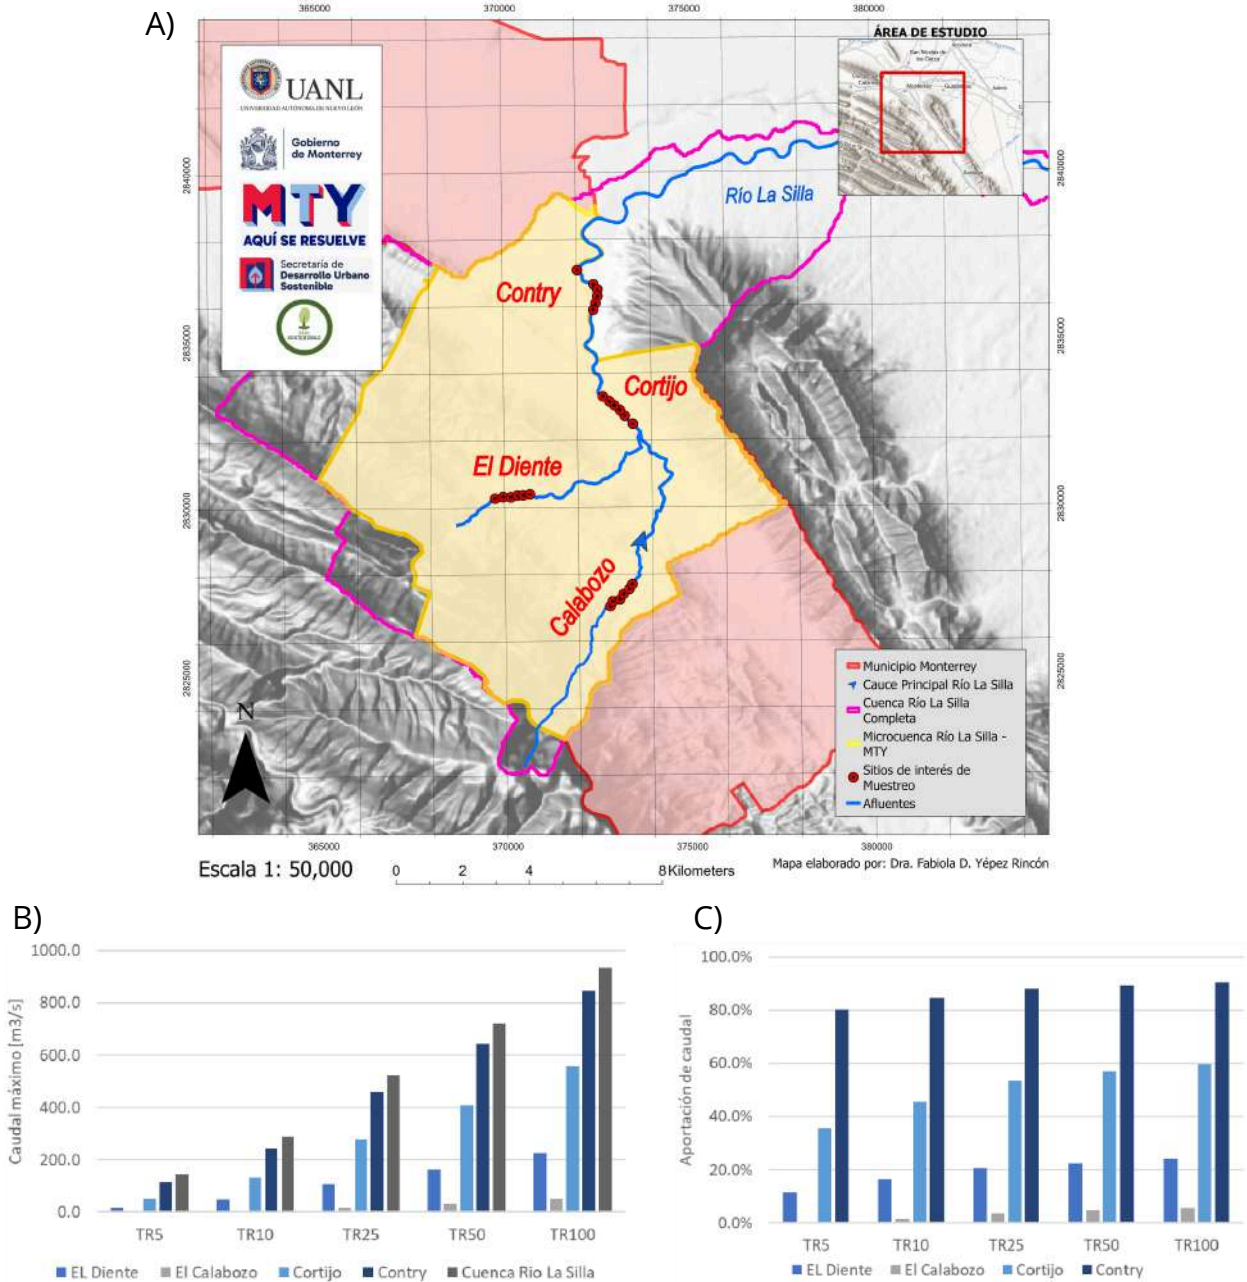 A)
365000
370000
375000
380000
UANL
UNIVERSIDAD AUTÓNOMA DE NUEVO LEÓN
Gobierno
de Monterrey
MTY
AQUÍ SE RESUELVE
Secretaría de
Desarrollo Urbano
Sostenible
ÁREA DE ESTUDIO
Monterrey
2840000
2840000
Río La Silla
Contry
2835000
2835000
Cortijo
El Diente
2830000
2830000
Calabozo
2825000
2825000
Municipio Monterrey
Cauce Principal Río La Silla
Cuenca Río La Silla
Completa
Microcuenca Río La Silla -
MTY
Sitios de interés de
Muestreo
Afluentes
N
365000
370000
375000
380000
Escala 1: 50,000
0 2 4 8 Kilometers
Mapa elaborado por: Dra. Fabiola D. Yépez Rincón
B)
Caudal máximo [m3/s]
1000.0
800.0
600.0
400.0
200.0
0.0
TR5 TR10 TR25 TR50 TR100
EL Diente El Calabozo Cortijo Contry Cuenca Rio La Silla
C)
Aportación de caudal
100.0%
80.0%
60.0%
40.0%
20.0%
0.0%
TR5 TR10 TR25 TR50 TR100
EL Diente El Calabozo Cortijo Contry